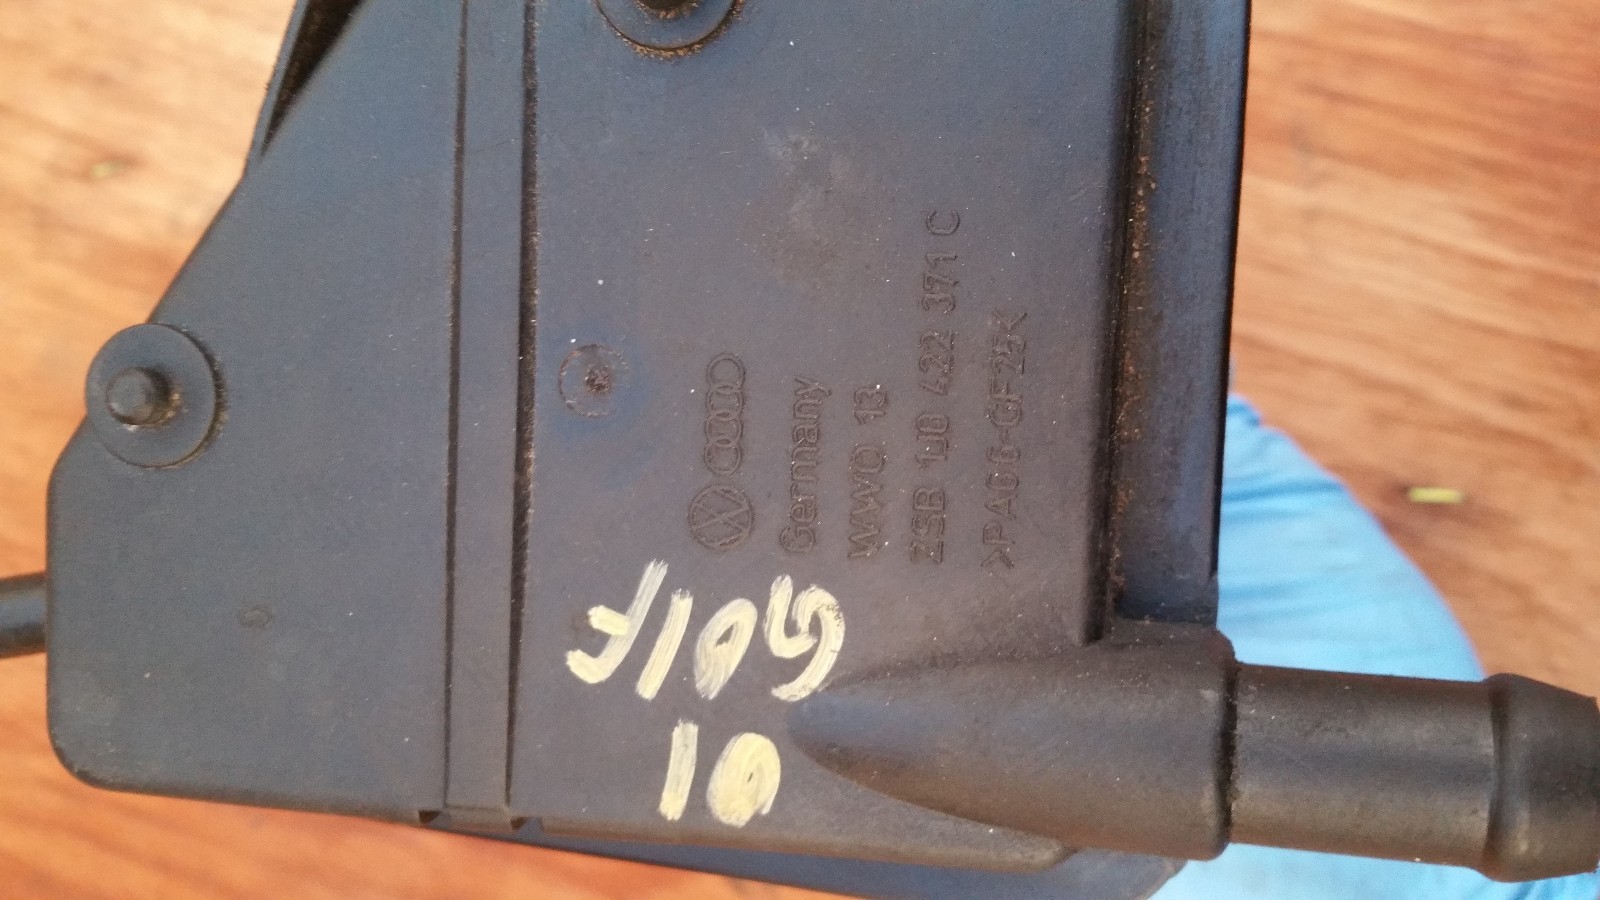 Germany
WWO 13
ZSB 1J0 422 371 C
>PA66-GF25<
GOlF
01